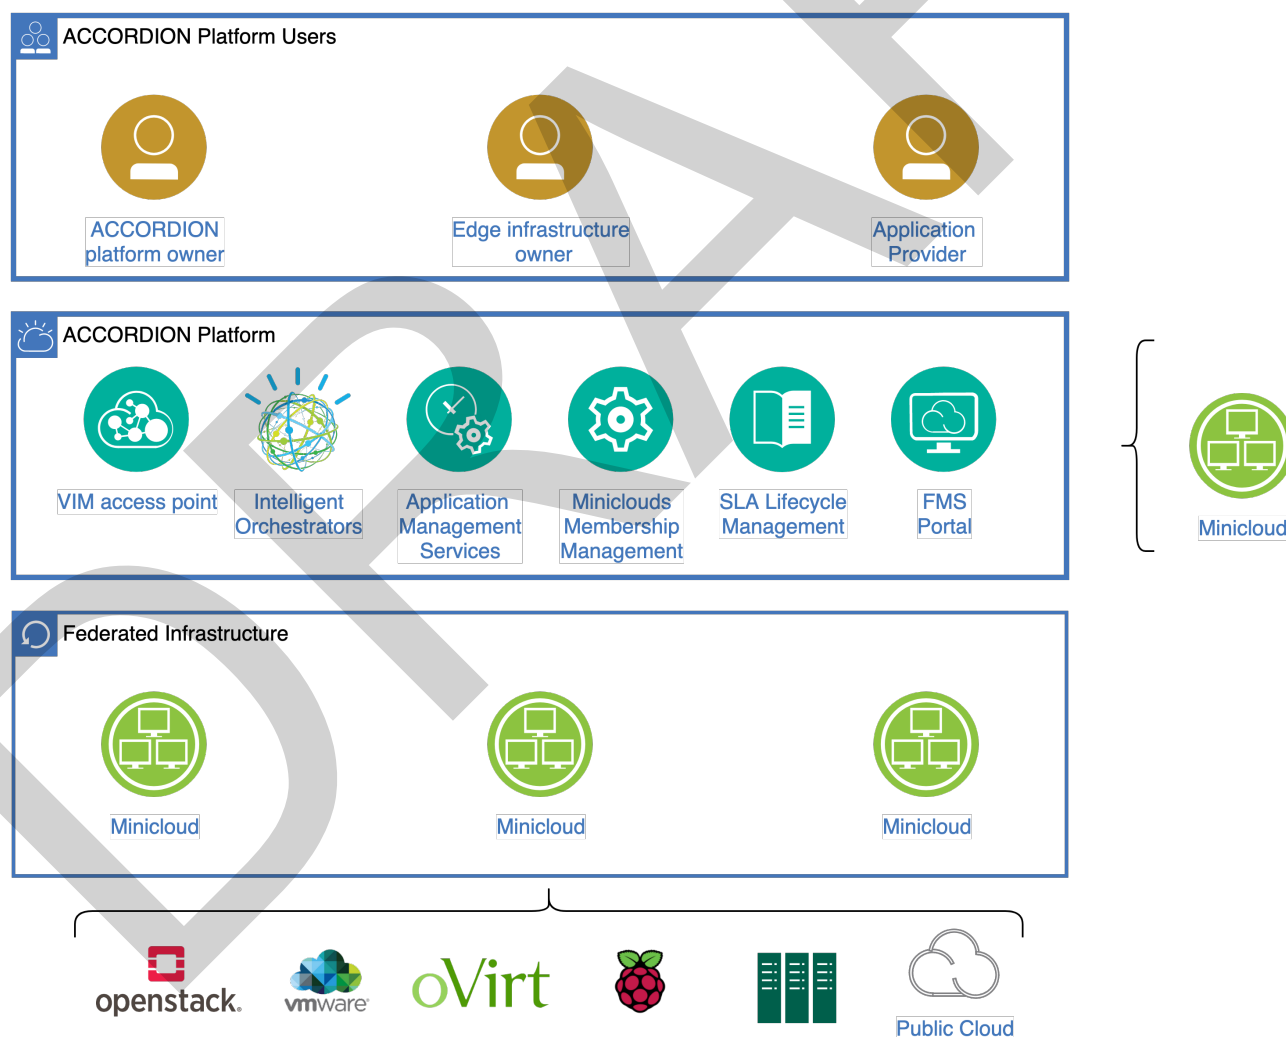 ACCORDION Platform Users
ACCORDION
platform owner
Edge infrastructure
owner
Application
Provider
ACCORDION Platform
VIM access point
Intelligent
Orchestrators
Application
Management
Services
Miniclouds
Membership
Management
SLA Lifecycle
Management
FMS
Portal
Minicloud
Federated Infrastructure
Minicloud
Minicloud
Minicloud
openstack.
vmware®
oVirt
Public Cloud
DRAF